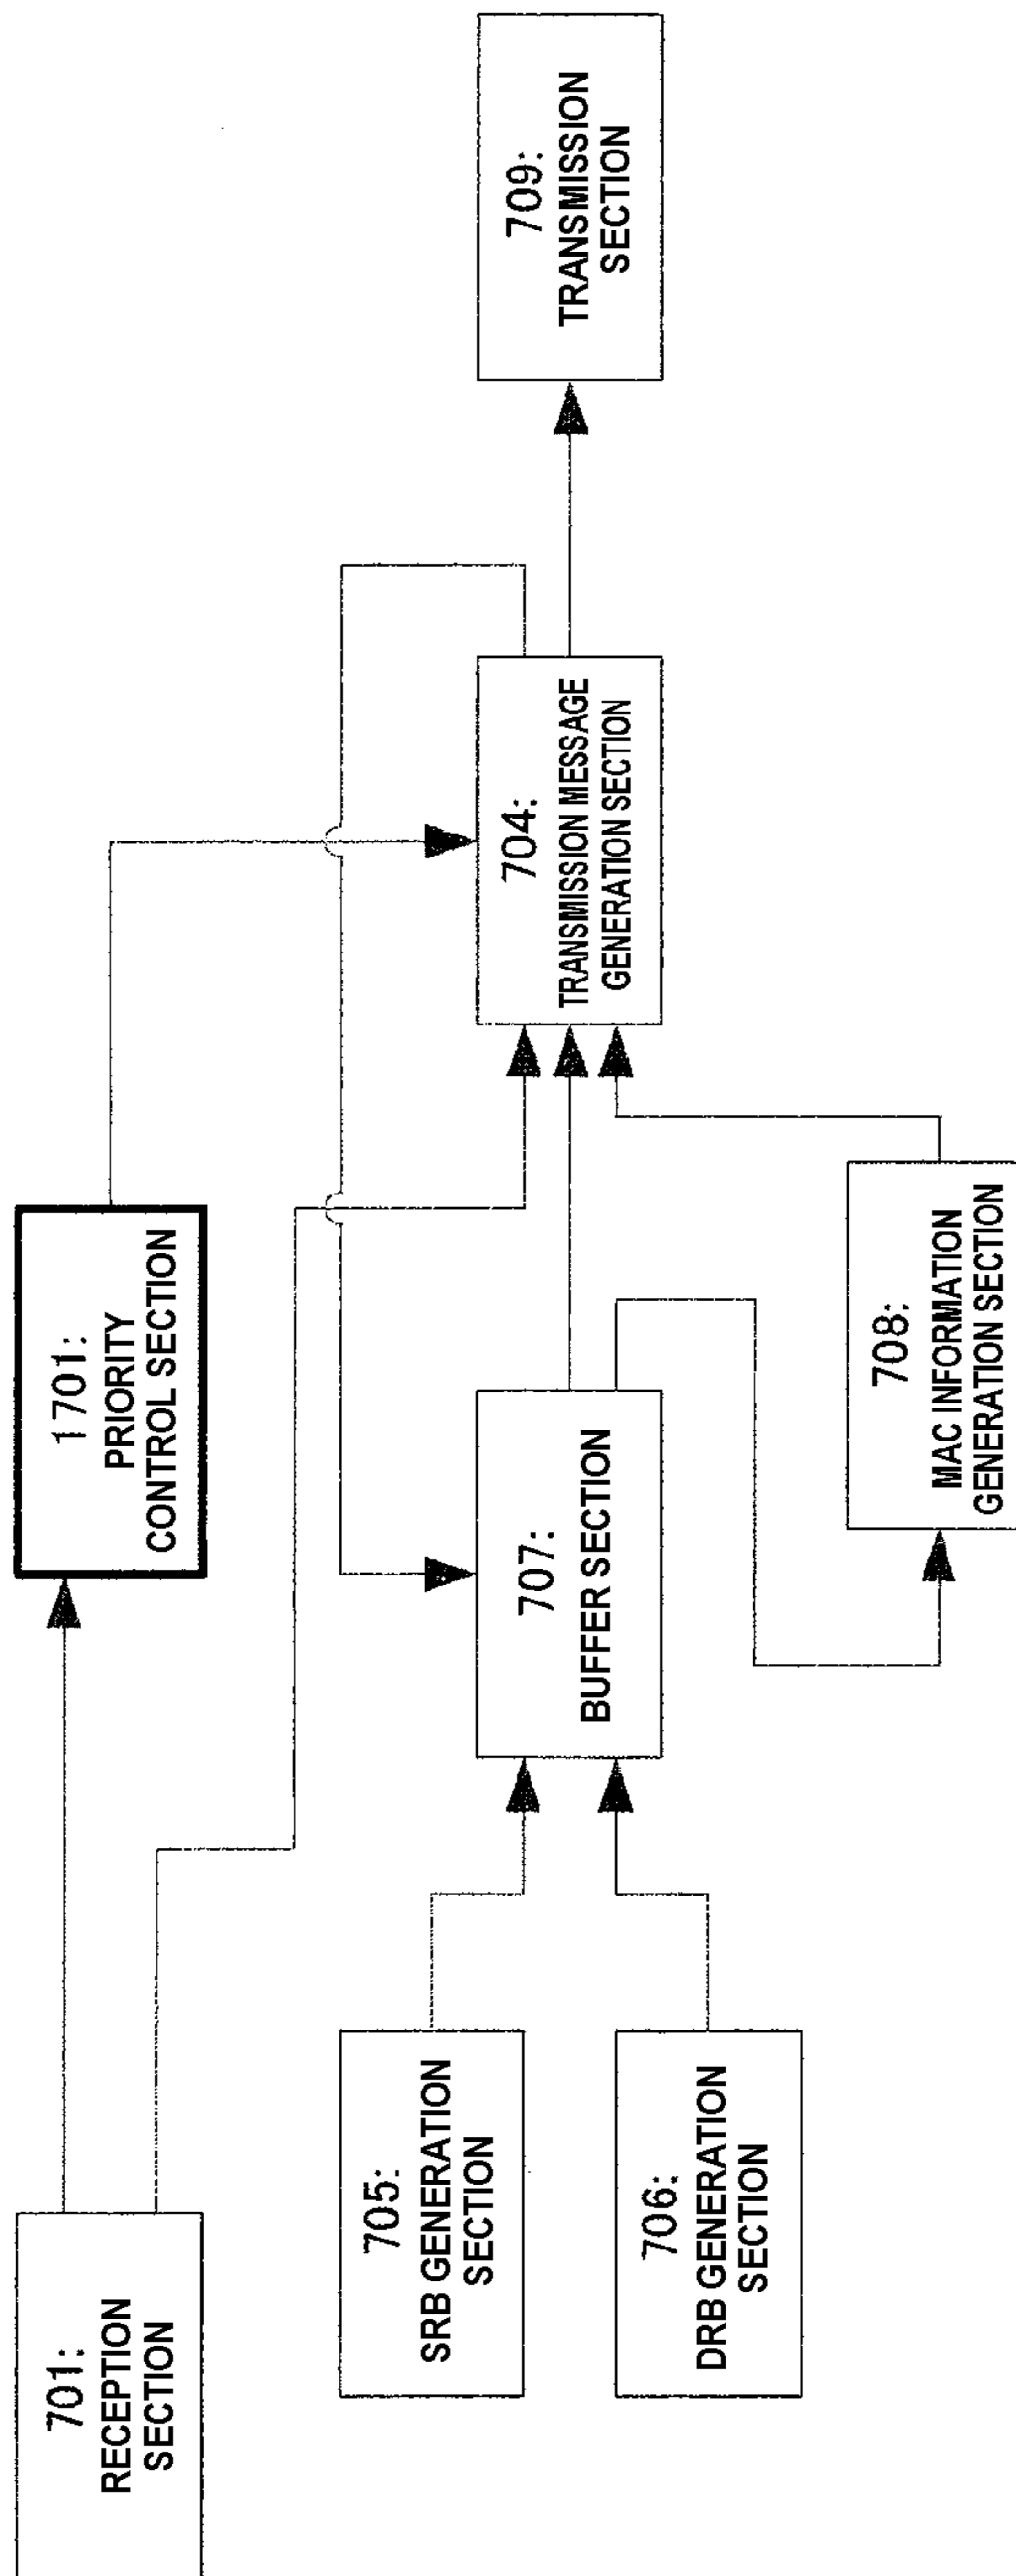 701:
RECEPTION
SECTION
1701:
PRIORITY
CONTROL SECTION
705:
SRB GENERATION
SECTION
706:
DRB GENERATION
SECTION
707:
BUFFER SECTION
704:
TRANSMISSION MESSAGE
GENERATION SECTION
708:
MAC INFORMATION
GENERATION SECTION
709:
TRANSMISSION
SECTION